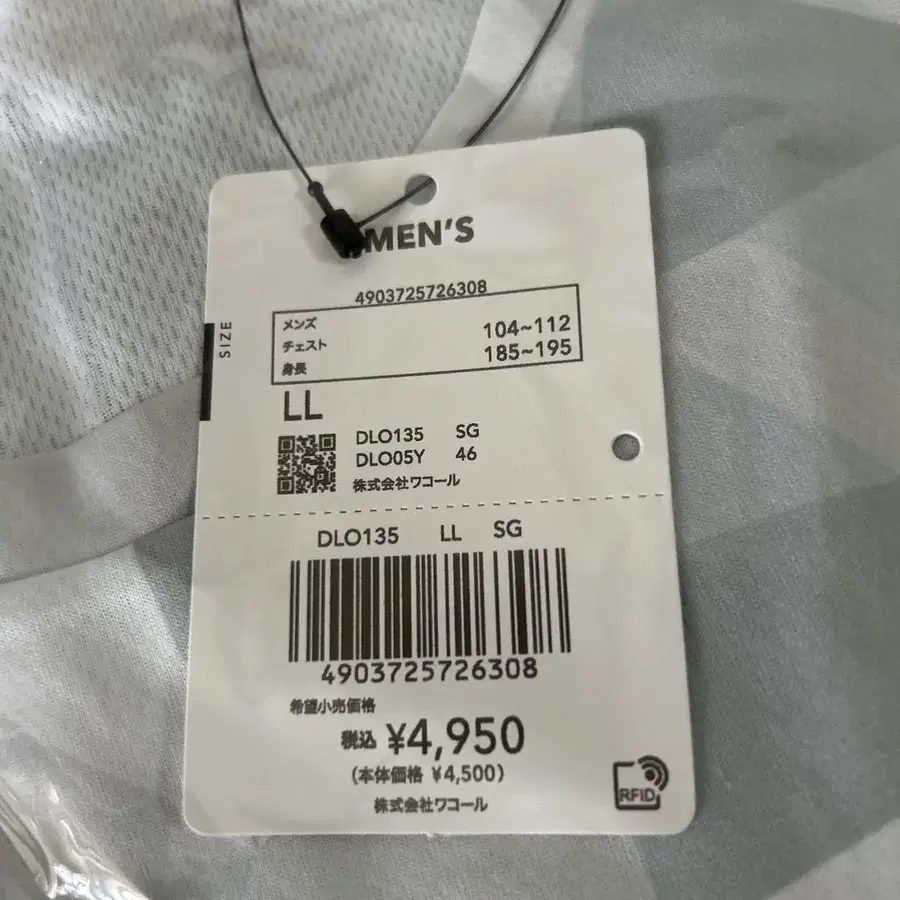 MEN'S
4903725726308
SIZE
メンズ
チェスト 104~112
身長 185~195
LL
DLO135 SG
DLO05Y 46
株式会社ワコール
DLO135 LL SG
4903725726308
希望小売価格
税込 ¥4,950
(本体価格 ¥4,500)
株式会社ワコール
RFID